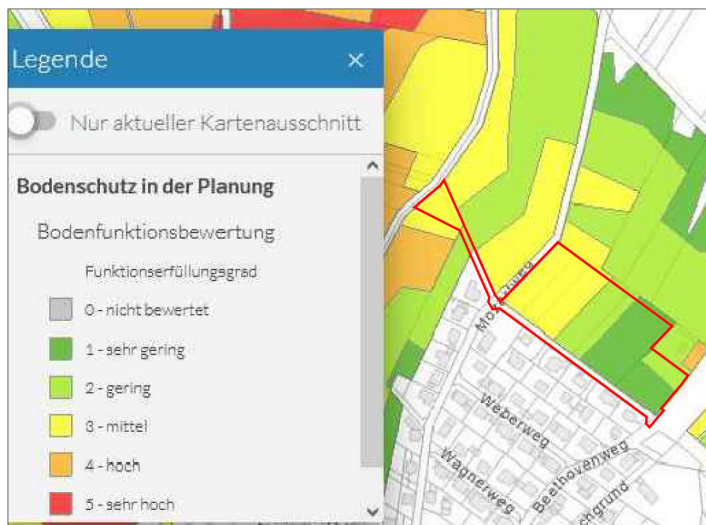 Legende
Nur aktueller Kartenausschnitt
Bodenschutz in der Planung
Bodenfunktionsbewertung
Funktionserfüllungsgrad
0 - nicht bewertet
1 - sehr gering
2 - gering
3 - mittel
4 - hoch
5 - sehr hoch
Weberweg
Wagnerweg
Beethovenweg